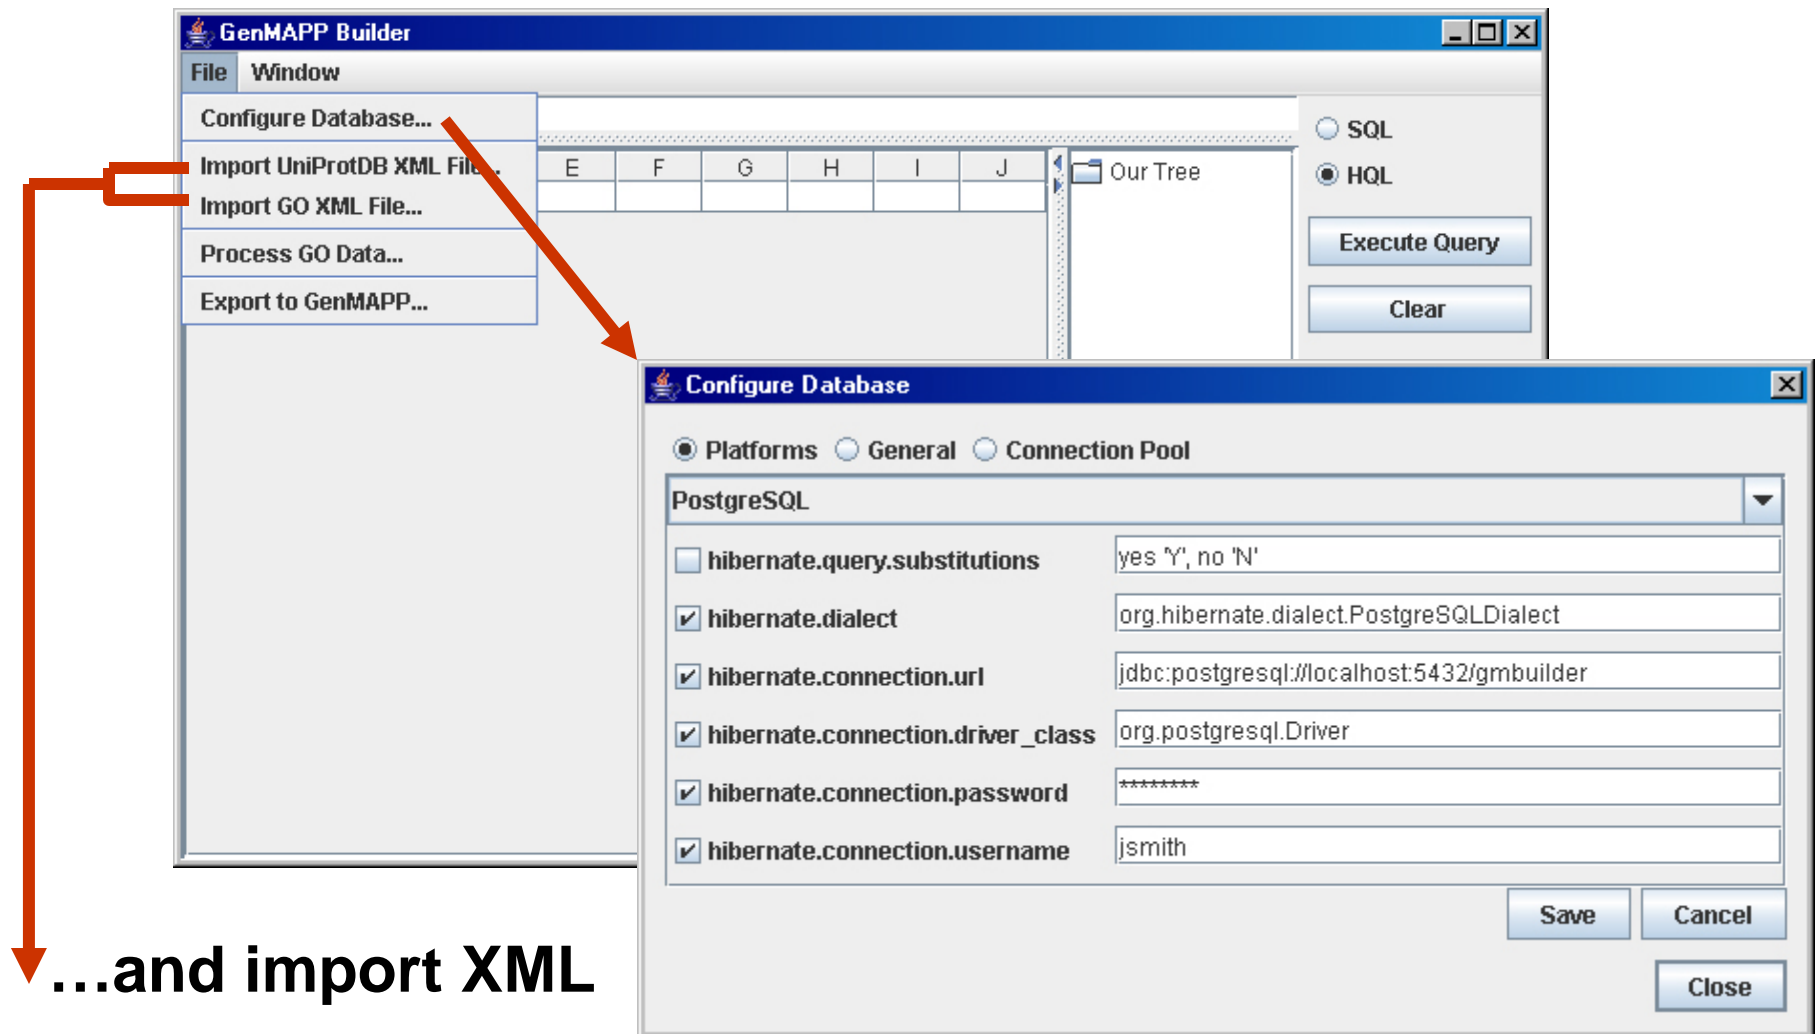 GenMAPP Builder
File Window
Configure Database...
Import UniProtDB XML File...
Import GO XML File...
Process GO Data...
Export to GenMAPP...
E F G H I J
Our Tree
SQL
HQL
Execute Query
Clear
Configure Database
Platforms General Connection Pool
PostgreSQL
hibernate.query.substitutions yes 'Y', no 'N'
hibernate.dialect org.hibernate.dialect.PostgreSQLDialect
hibernate.connection.url jdbc:postgresql://localhost:5432/gmbuilder
hibernate.connection.driver_class org.postgresql.Driver
hibernate.connection.password ********
hibernate.connection.username jsmith
Save Cancel
Close
…and import XML